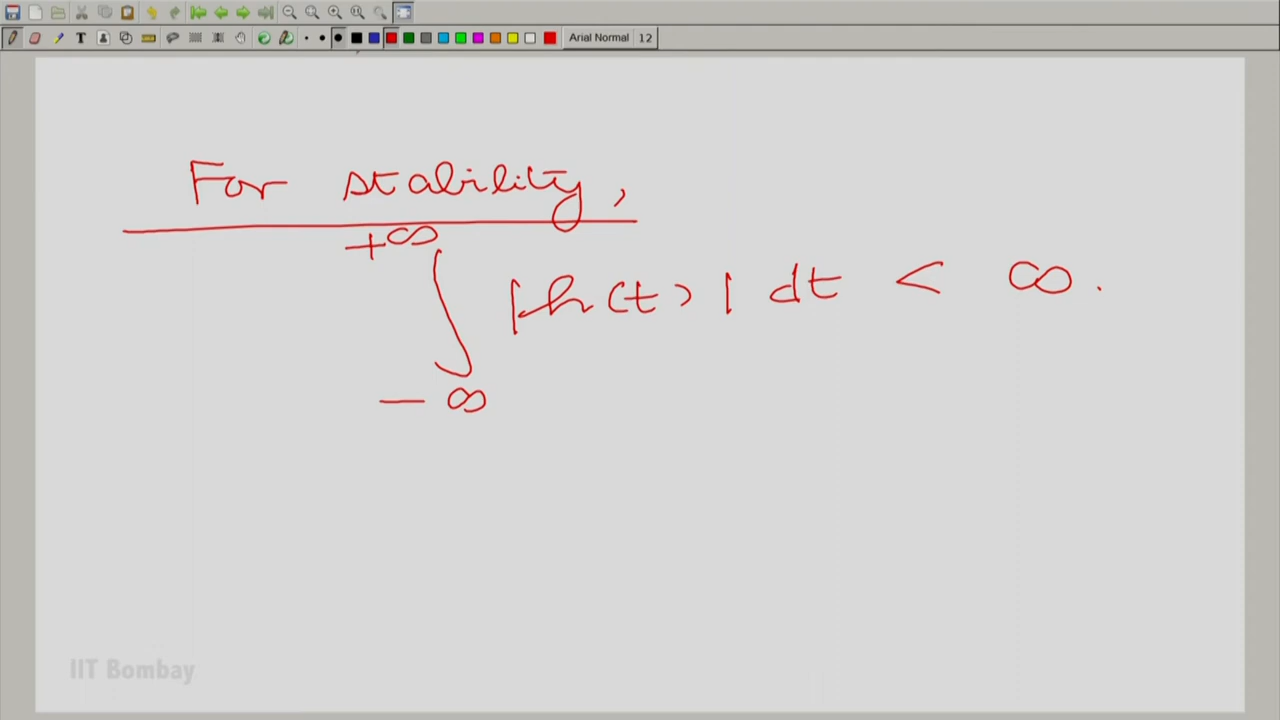 Arial Normal 12
For stability,
+∞
∫ |h(t)| dt < ∞.
- ∞
IIT Bombay